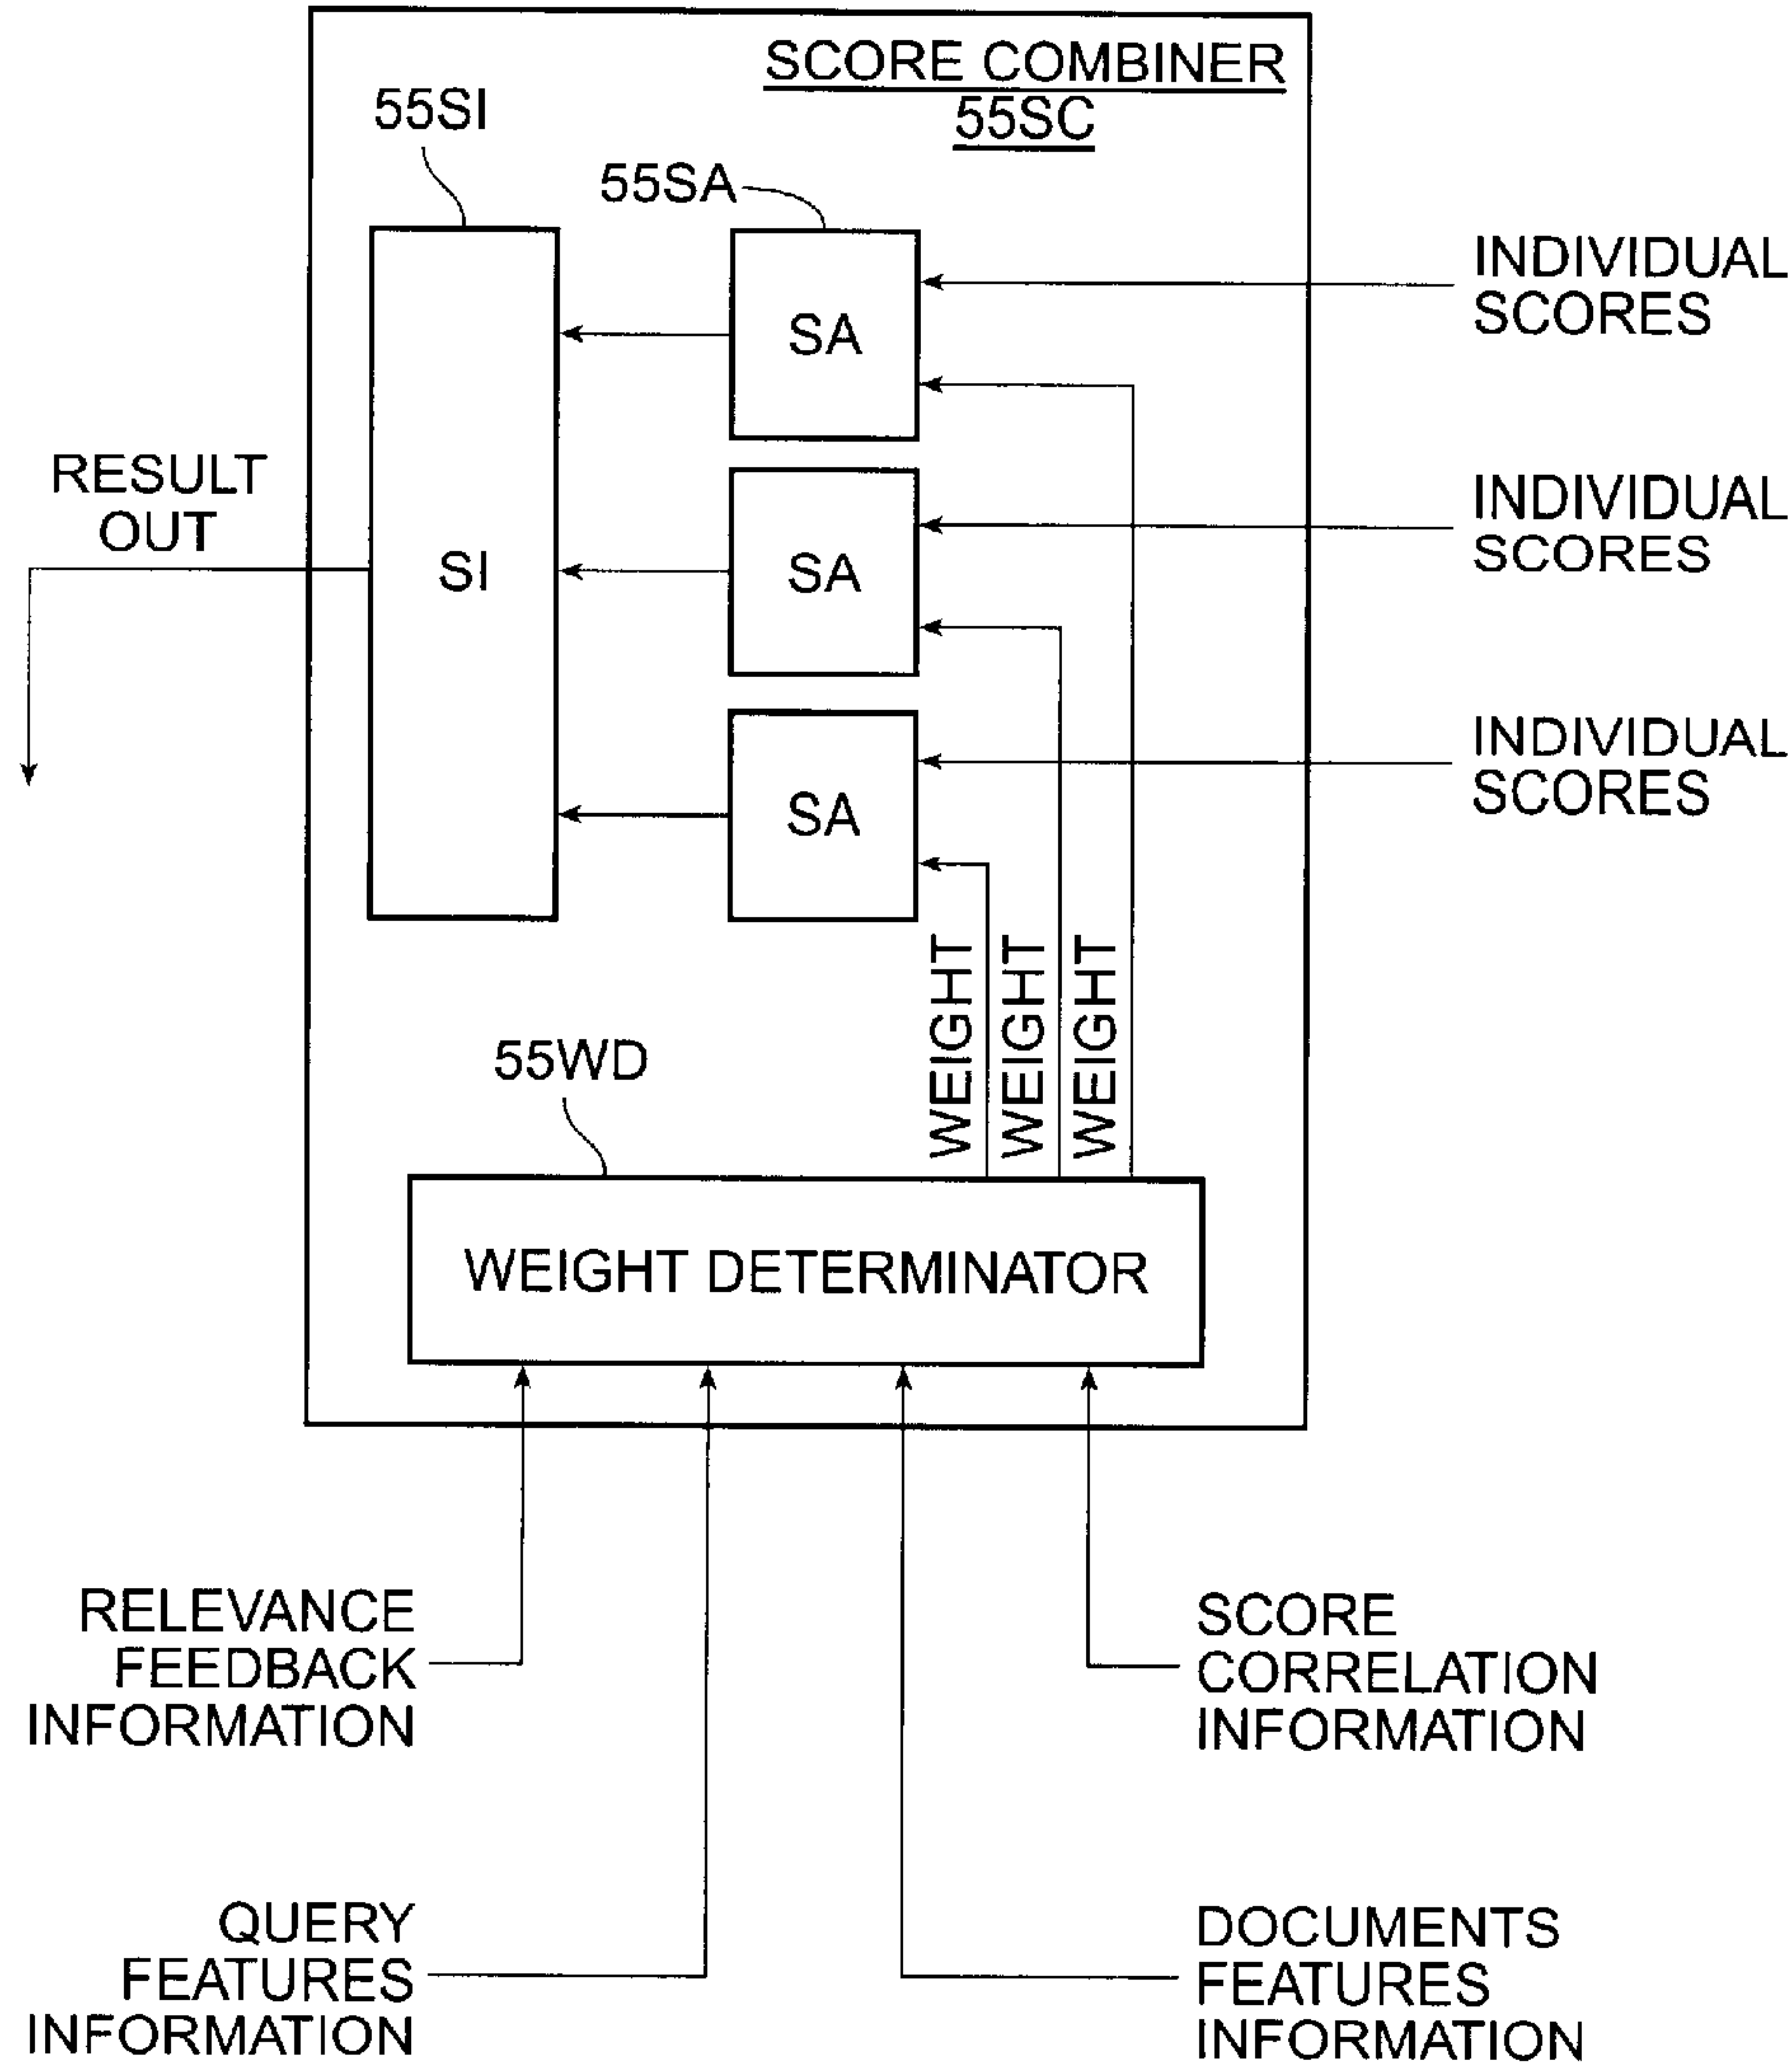 SCORE COMBINER
55SC
55SI
55SA
INDIVIDUAL
SCORES
SA
RESULT
OUT
INDIVIDUAL
SCORES
SI
SA
INDIVIDUAL
SCORES
SA
WEIGHT
WEIGHT
WEIGHT
55WD
WEIGHT DETERMINATOR
RELEVANCE
FEEDBACK
INFORMATION
SCORE
CORRELATION
INFORMATION
QUERY
FEATURES
INFORMATION
DOCUMENTS
FEATURES
INFORMATION